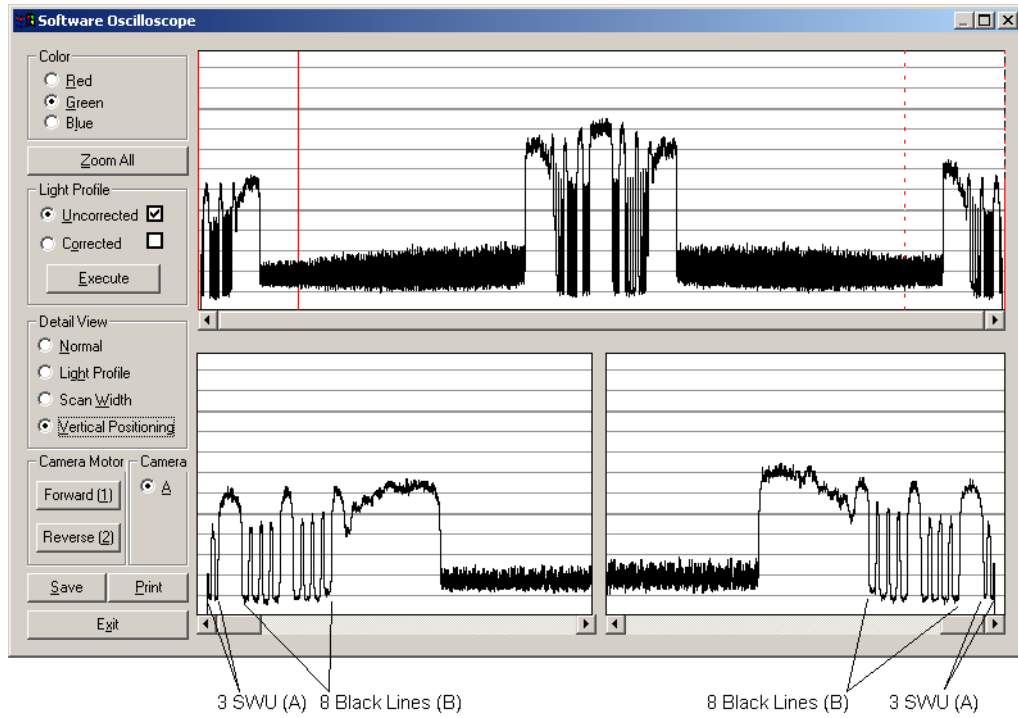 Software Oscilloscope
Color
Red
Green
Blue
Zoom All
Light Profile
Uncorrected
Corrected
Execute
Detail View
Normal
Light Profile
Scan Width
Vertical Positioning
Camera Motor
Camera
Forward (1)
A
Reverse (2)
Save
Print
Exit
3 SWU (A) 8 Black Lines (B)
8 Black Lines (B) 3 SWU (A)